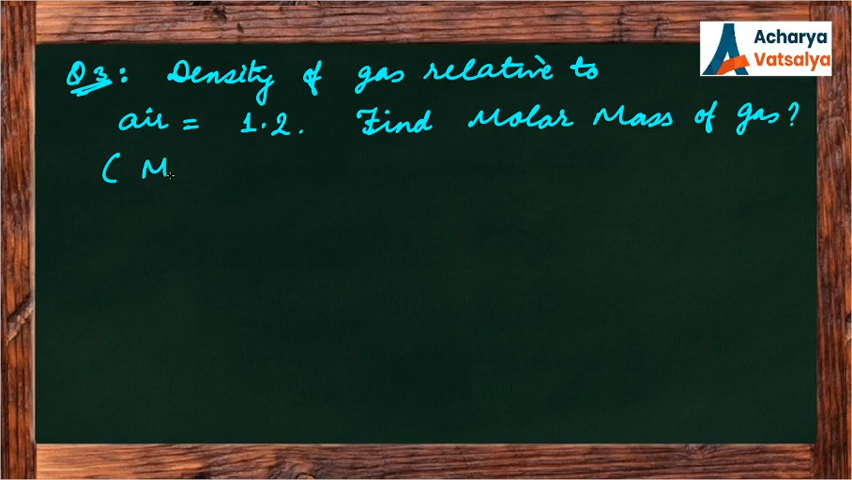 Acharya
Vatsalya
Q3: Density of gas relative to
air = 1.2. Find Molar Mass of gas?
( M